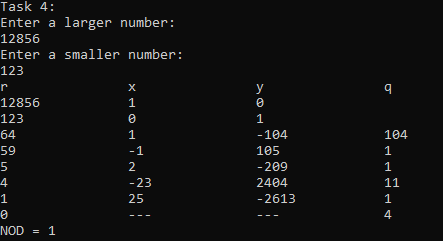 Task 4:
Enter a larger number:
12856
Enter a smaller number:
123
r x y q
12856 1 0
123 0 1
64 1 -104 104
59 -1 105 1
5 2 -209 1
4 -23 2404 11
1 25 -2613 1
0 --- --- 4
NOD = 1